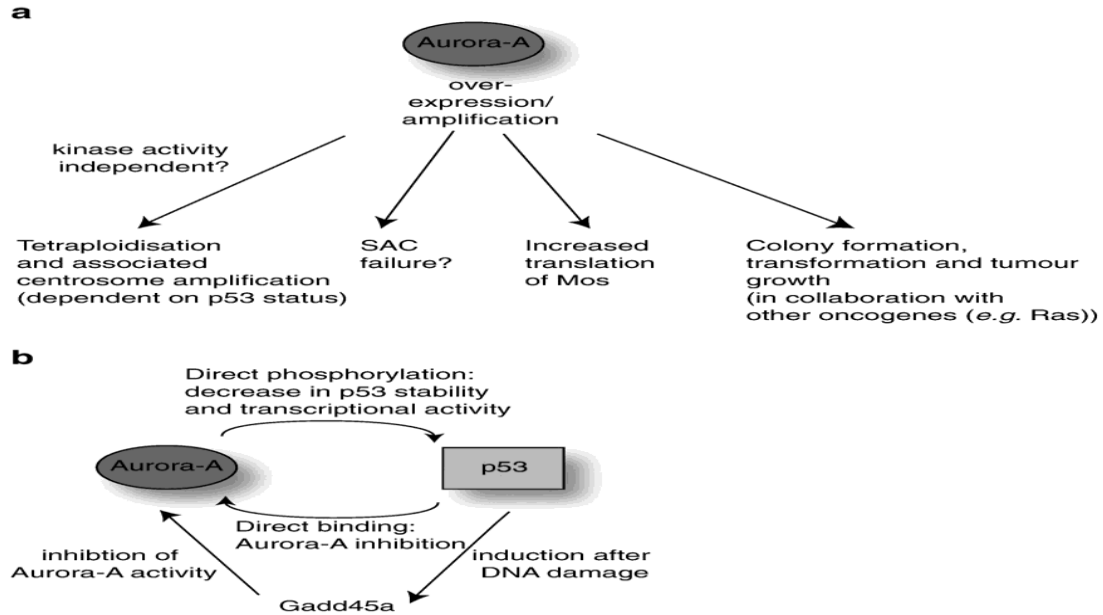 a
Aurora-A
over-
expression/
amplification
kinase activity
independent?
Tetraploidisation
and associated
centrosome amplification
(dependent on p53 status)
SAC
failure?
Increased
translation
of Mos
Colony formation,
transformation and tumour
growth
(in collaboration with
other oncogenes (e.g. Ras))
b
Direct phosphorylation:
decrease in p53 stability
and transcriptional activity
Aurora-A
p53
Direct binding:
Aurora-A inhibition
inhibtion of
Aurora-A activity
induction after
DNA damage
Gadd45a